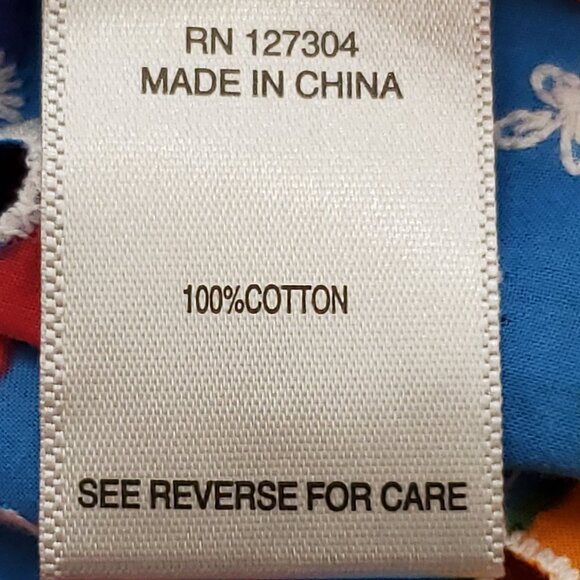 RN 127304
MADE IN CHINA
100%COTTON
SEE REVERSE FOR CARE